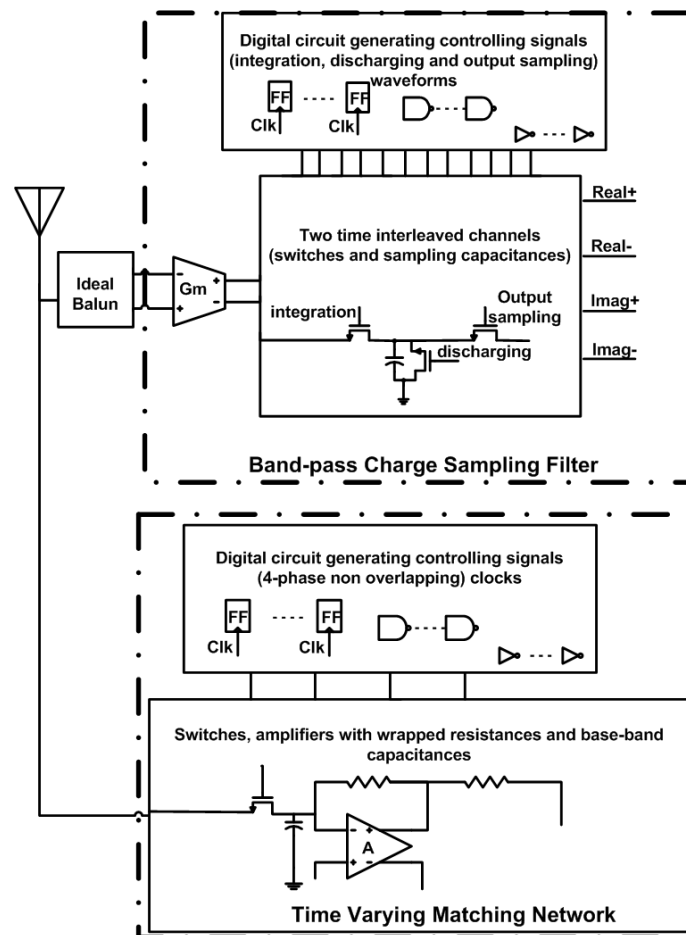 Digital circuit generating controlling signals
(integration, discharging and output sampling)
waveforms
FF
FF
Clk
Clk
Real+
Two time interleaved channels
(switches and sampling capacitances)
Real-
Ideal
Balun
-
+
Gm
+
-
Output
sampling
integration
Imag+
discharging
Imag-
Band-pass Charge Sampling Filter
Digital circuit generating controlling signals
(4-phase non overlapping) clocks
FF
FF
Clk
Clk
Switches, amplifiers with wrapped resistances and base-band
capacitances
- +
A
+ -
Time Varying Matching Network